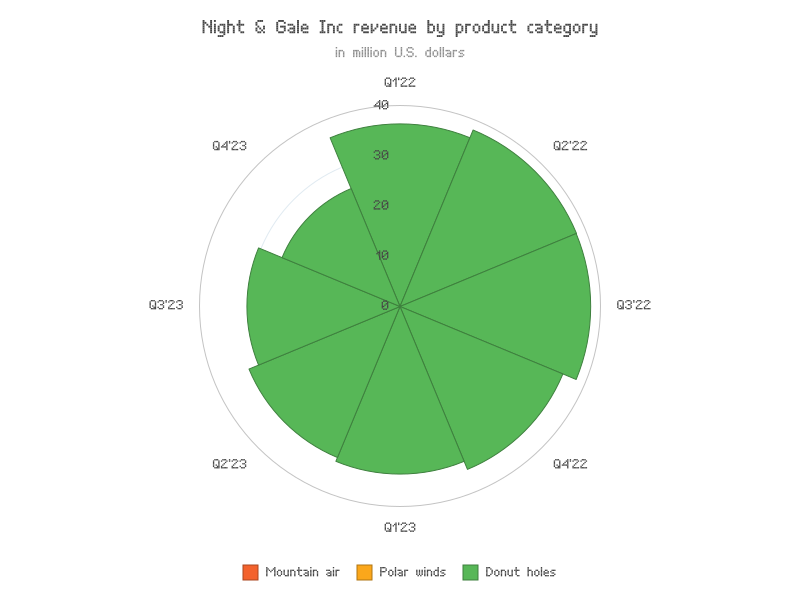 Night & Gale Inc revenue by product category
in million U.S. dollars
Q1'22
40
Q4'23
Q2'22
30
20
10
Q3'23
0
Q3'22
Q2'23
Q4'22
Q1'23
Mountain air
Polar winds
Donut holes